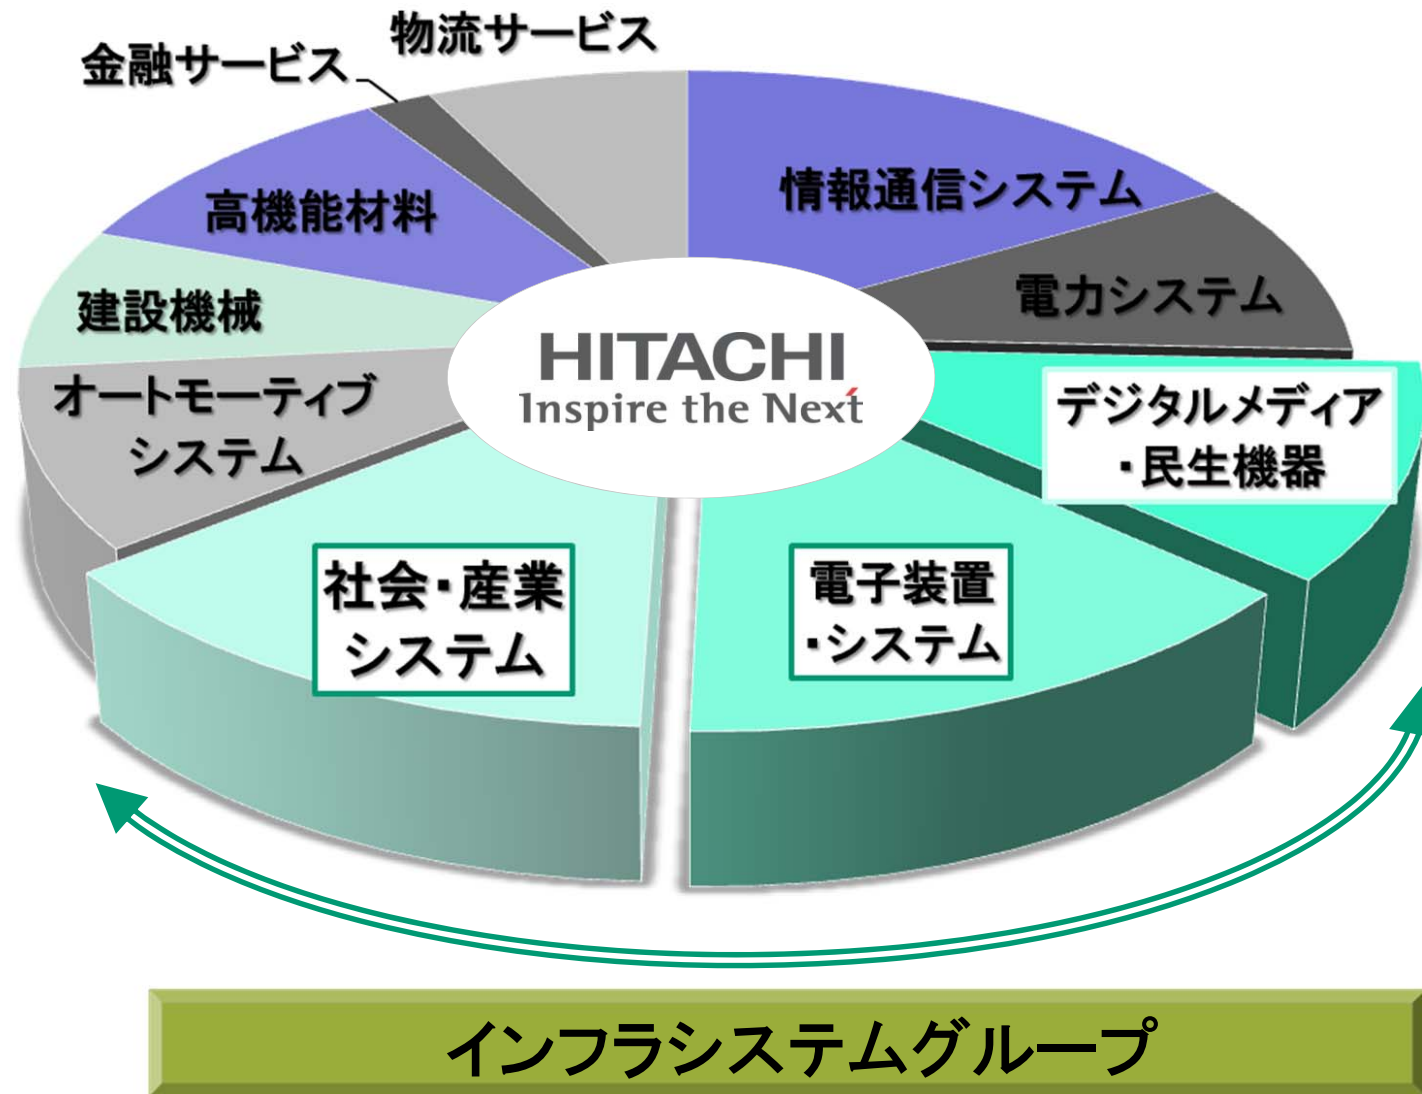 物流サービス
金融サービス
情報通信システム
高機能材料
電力システム
建設機械
HITACHI
Inspire the Next
オートモーティブ
システム
デジタルメディア
・民生機器
社会・産業
システム
電子装置
・システム
インフラシステムグループ